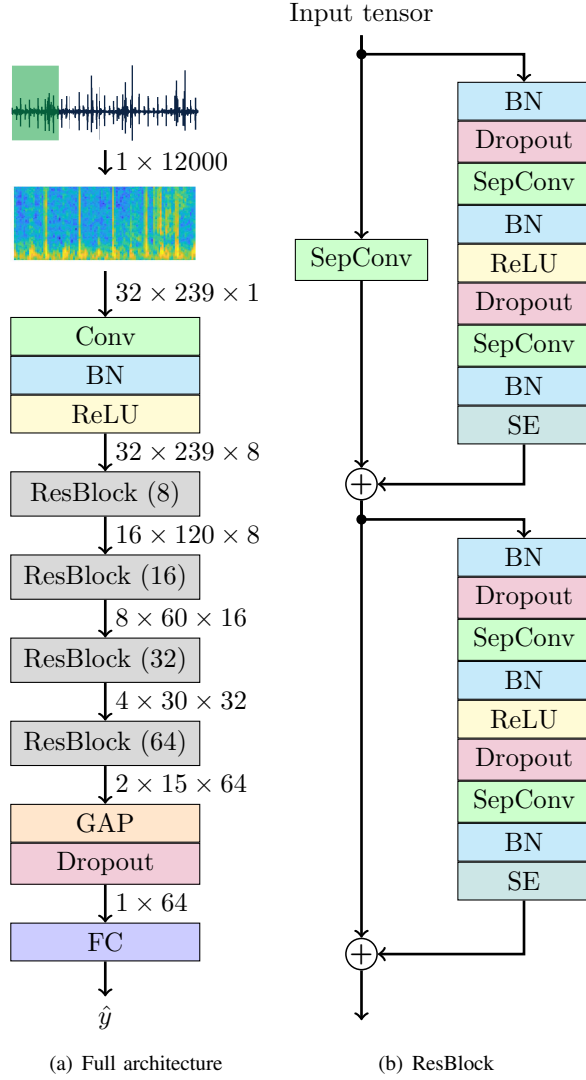 1 × 12000
32 × 239 × 1
Conv
BN
ReLU
32 × 239 × 8
ResBlock (8)
16 × 120 × 8
ResBlock (16)
8 × 60 × 16
ResBlock (32)
4 × 30 × 32
ResBlock (64)
2 × 15 × 64
GAP
Dropout
1 × 64
FC
ŷ
(a) Full architecture
Input tensor
BN
Dropout
SepConv
BN
ReLU
Dropout
SepConv
BN
SE
SepConv
+
BN
Dropout
SepConv
BN
ReLU
Dropout
SepConv
BN
SE
+
(b) ResBlock